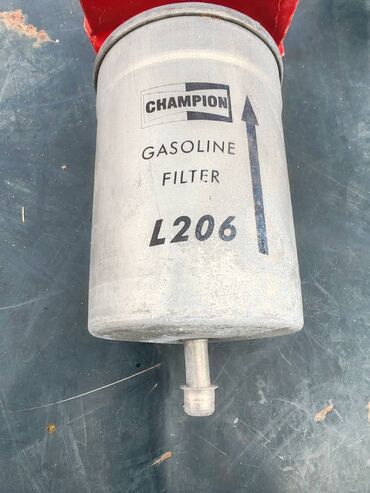 CHAMPION
GASOLINE
FILTER
L206